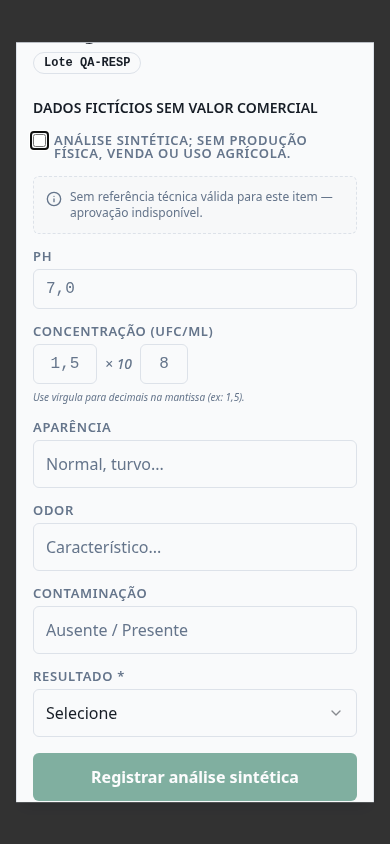 Lote QA-RESP
DADOS FICTÍCIOS SEM VALOR COMERCIAL
ANÁLISE SINTÉTICA; SEM PRODUÇÃO
FÍSICA, VENDA OU USO AGRÍCOLA.
Sem referência técnica válida para este item —
aprovação indisponível.
PH
7,0
CONCENTRAÇÃO (UFC/ML)
1,5 × 10 8
Use vírgula para decimais na mantissa (ex: 1,5).
APARÊNCIA
Normal, turvo...
ODOR
Característico...
CONTAMINAÇÃO
Ausente / Presente
RESULTADO *
Selecione
Registrar análise sintética